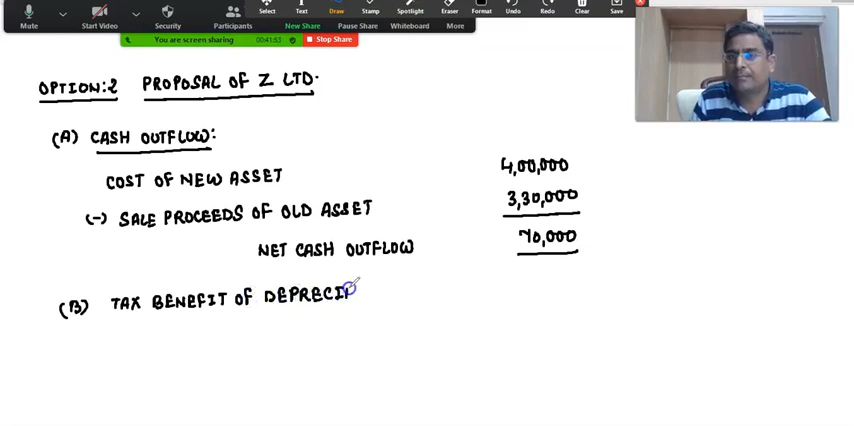 Mute
Start Video
Security
Participants
New Share
Pause Share
Whiteboard
More
Select
Text
Draw
Stamp
Spotlight
Eraser
Format
Undo
Redo
Clear
Save
You are screen sharing
00:41:53
Stop Share
OPTION:2 PROPOSAL OF Z LTD.
(A) CASH OUTFLOW:
COST OF NEW ASSET 4,00,000
(-) SALE PROCEEDS OF OLD ASSET 3,30,000
NET CASH OUTFLOW 70,000
(B) TAX BENEFIT OF DEPRECI